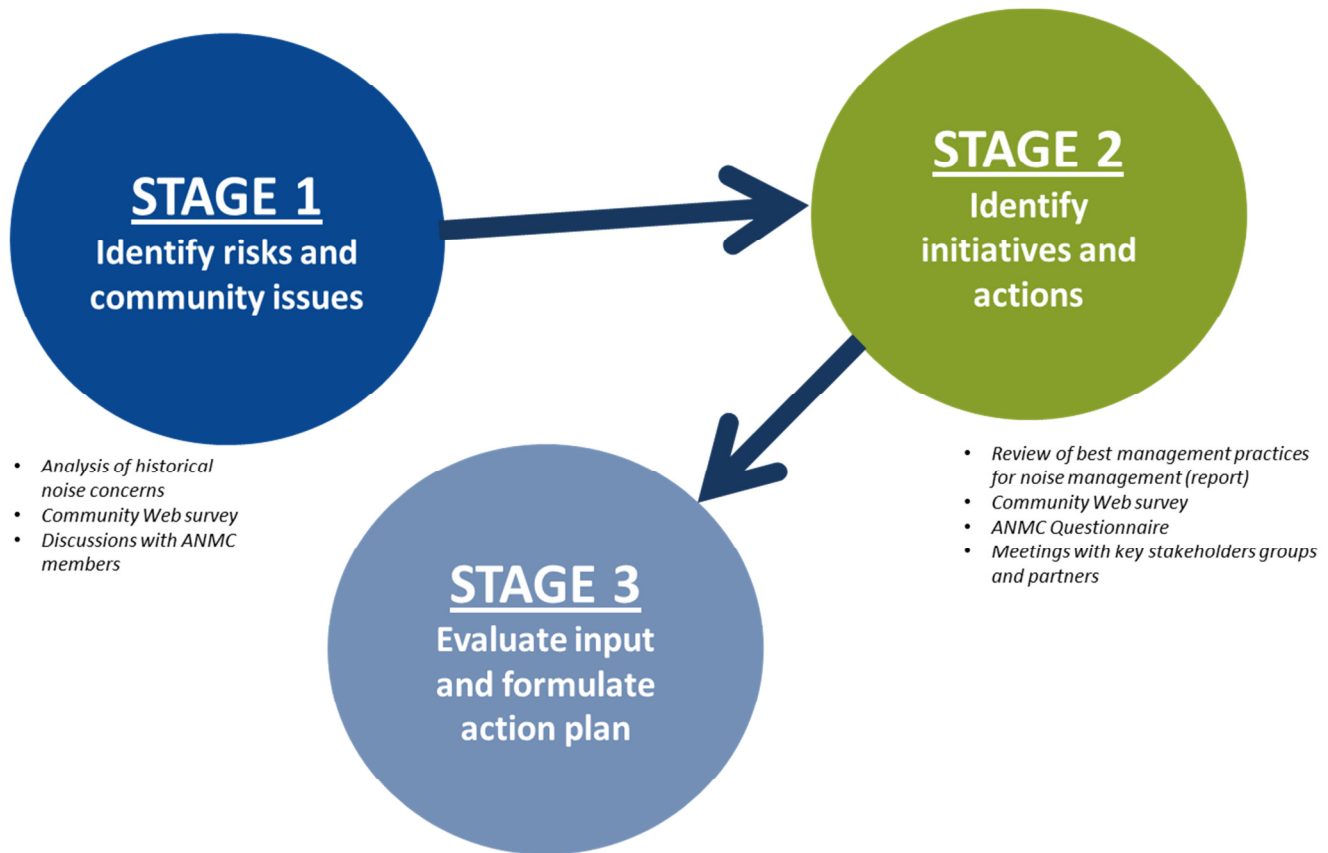 STAGE 1
Identify risks and
community issues
• Analysis of historical
noise concerns
• Community Web survey
• Discussions with ANMC
members
STAGE 2
Identify
initiatives and
actions
• Review of best management practices
for noise management (report)
• Community Web survey
• ANMC Questionnaire
• Meetings with key stakeholders groups
and partners
STAGE 3
Evaluate input
and formulate
action plan